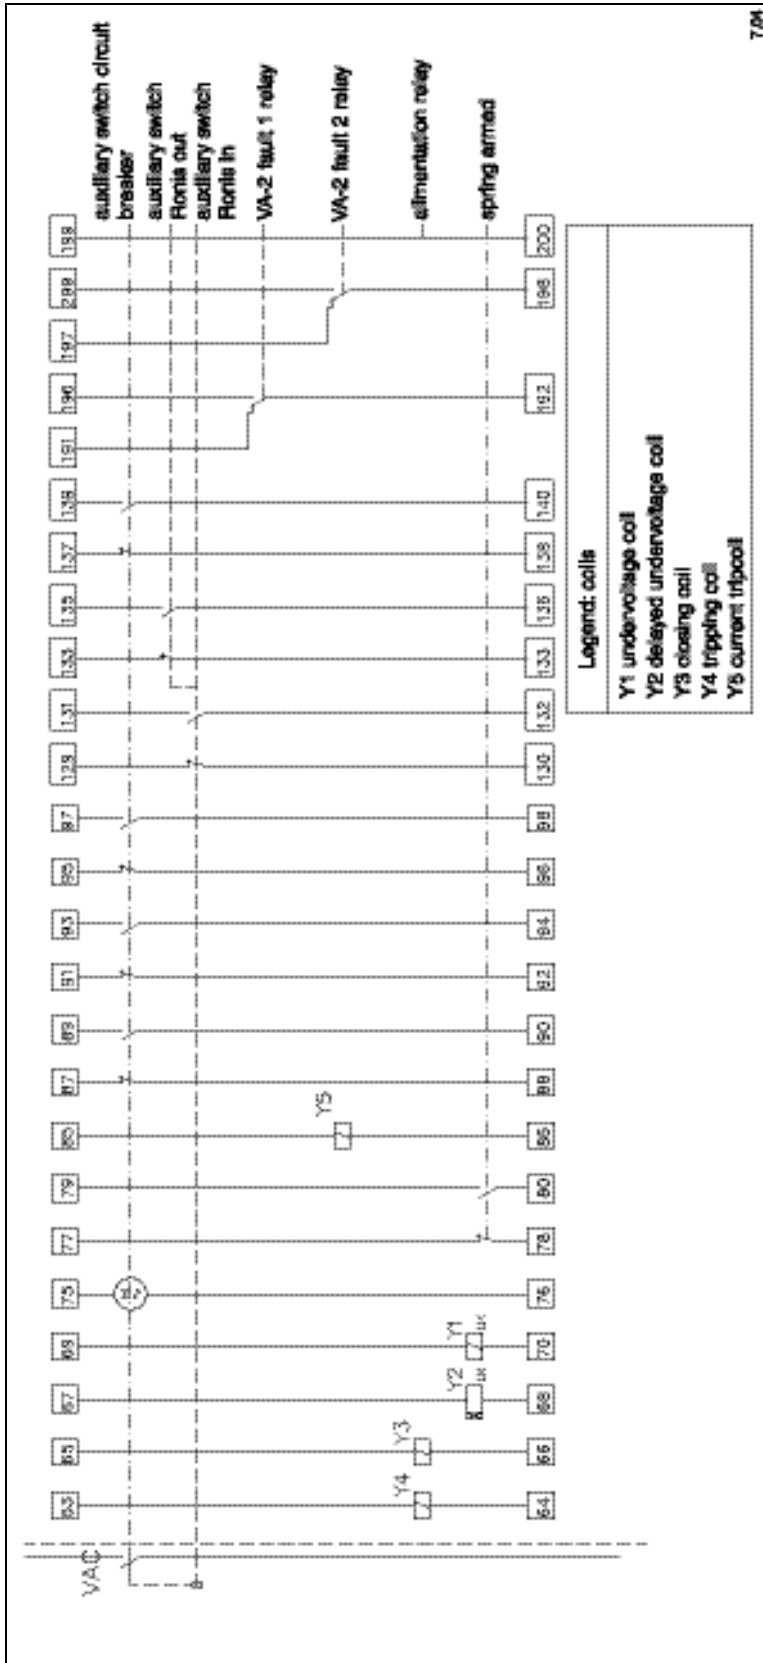 7.04
auxiliary switch circuit
breaker
auxiliary switch
Ronis out
auxiliary switch
Ronis in
VA-2 fault 1 relay
VA-2 fault 2 relay
alimentation relay
spring armed
VAC
63
65
67
69
75
77
79
85
87
89
91
93
95
97
129
131
133
135
137
139
191
196
197
299
199
Y4
Y3
Y2
Y1
Y5
64
66
68
70
76
78
80
86
88
90
92
94
96
98
130
132
133
136
138
140
192
198
200
Legend: coils
Y1 undervoltage coil
Y2 delayed undervoltage coil
Y3 closing coil
Y4 tripping coil
Y5 current tripcoil